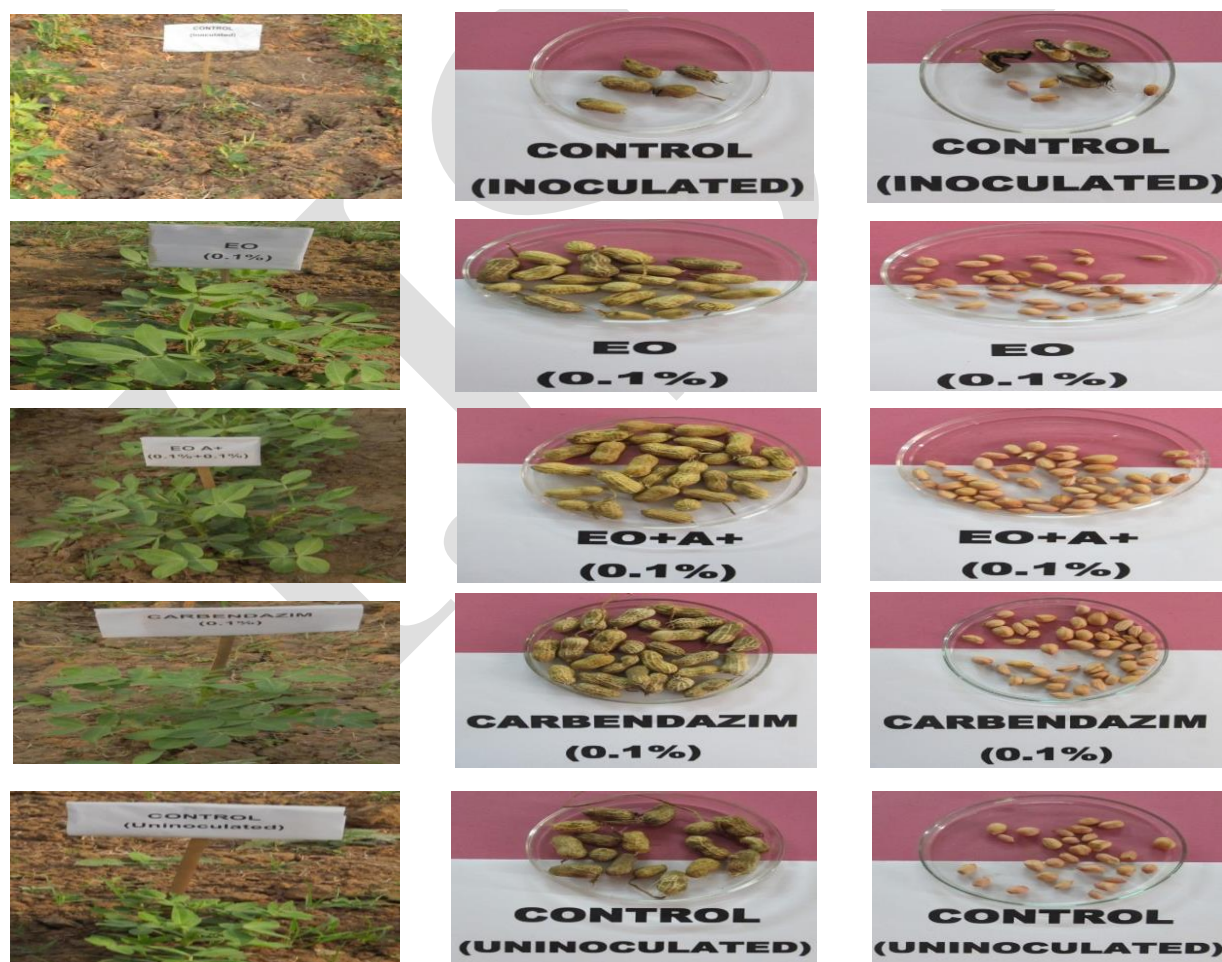 CONTROL
(Inoculated)
CONTROL
(INOCULATED)
CONTROL
(INOCULATED)
EO
(0.1%)
EO
(0.1%)
EO
(0.1%)
EO A+
(0.1%+0.1%)
EO+A+
(0.1%)
EO+A+
(0.1%)
CARBENDAZIM
(0.1%)
CARBENDAZIM
(0.1%)
CARBENDAZIM
(0.1%)
CONTROL
(Uninoculated)
CONTROL
(UNINOCULATED)
CONTROL
(UNINOCULATED)